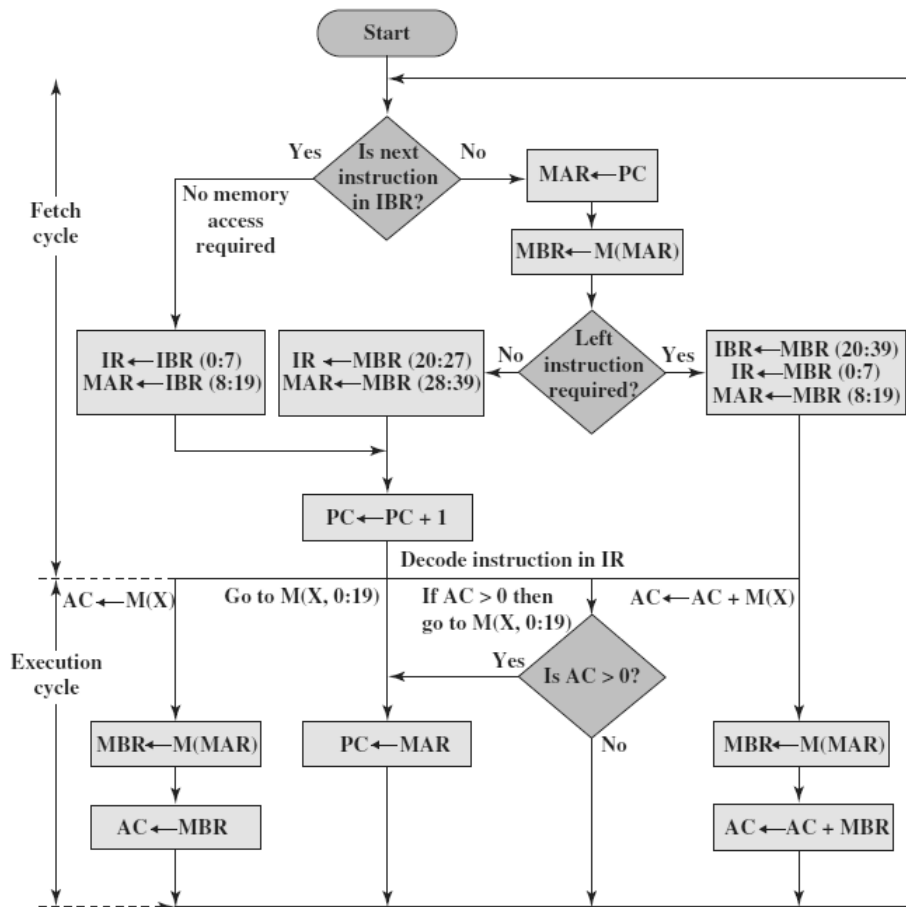 Start
Yes
Is next
instruction
in IBR?
No
MAR←PC
No memory
access
required
Fetch
cycle
MBR←M(MAR)
IR←IBR (0:7)
MAR←IBR (8:19)
IR ←MBR (20:27)
MAR←MBR (28:39)
No
Left
instruction
required?
Yes
IBR←MBR (20:39)
IR←MBR (0:7)
MAR←MBR (8:19)
PC←PC + 1
Decode instruction in IR
AC←M(X)
Go to M(X, 0:19)
If AC > 0 then
go to M(X, 0:19)
AC←AC + M(X)
Execution
cycle
Yes
Is AC > 0?
No
MBR←M(MAR)
PC←MAR
MBR←M(MAR)
AC←MBR
AC←AC + MBR